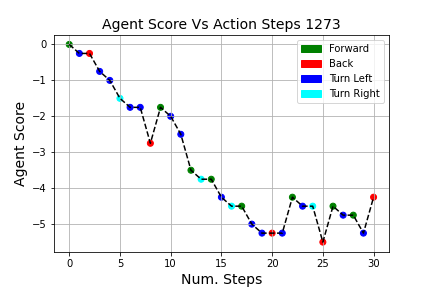 Agent Score Vs Action Steps 1273
Forward
Back
Turn Left
Turn Right
Agent Score
0
−1
−2
−3
−4
−5
0 5 10 15 20 25 30
Num. Steps